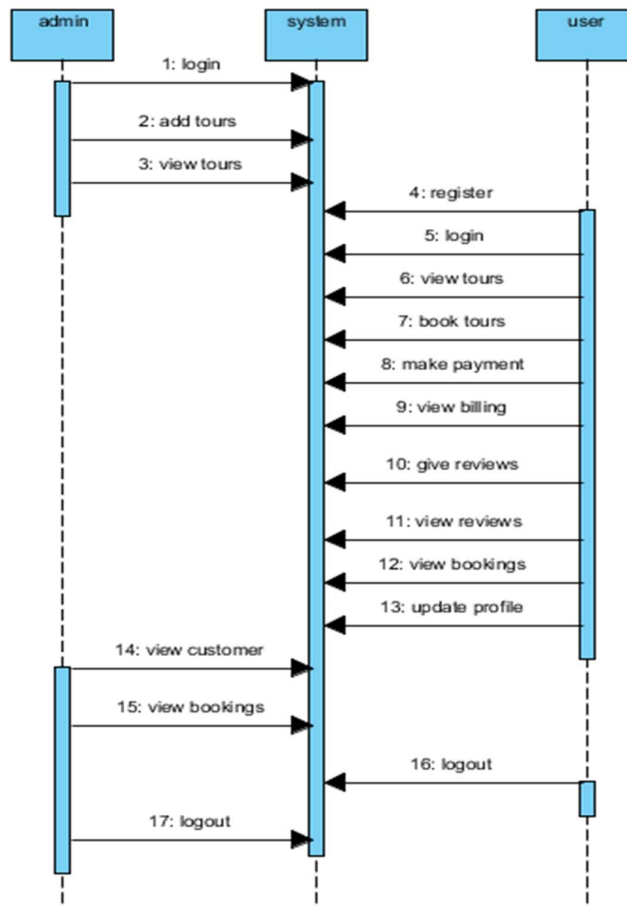 admin
system
user
1: login
2: add tours
3: view tours
4: register
5: login
6: view tours
7: book tours
8: make payment
9: view billing
10: give reviews
11: view reviews
12: view bookings
13: update profile
14: view customer
15: view bookings
16: logout
17: logout